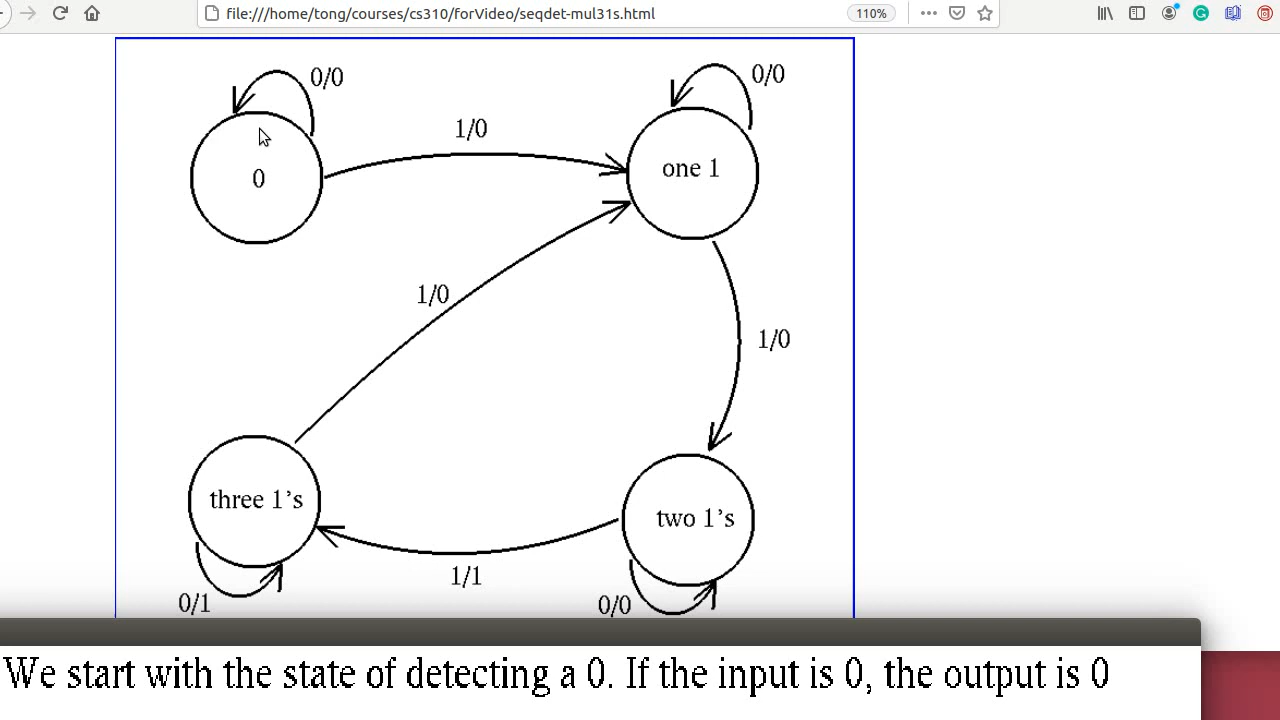 file:///home/tong/courses/cs310/forVideo/seqdet-mul31s.html
110%
0/0
0/0
1/0
0
one 1
1/0
1/0
three 1’s
two 1’s
1/1
0/1
0/0
We start with the state of detecting a 0. If the input is 0, the output is 0